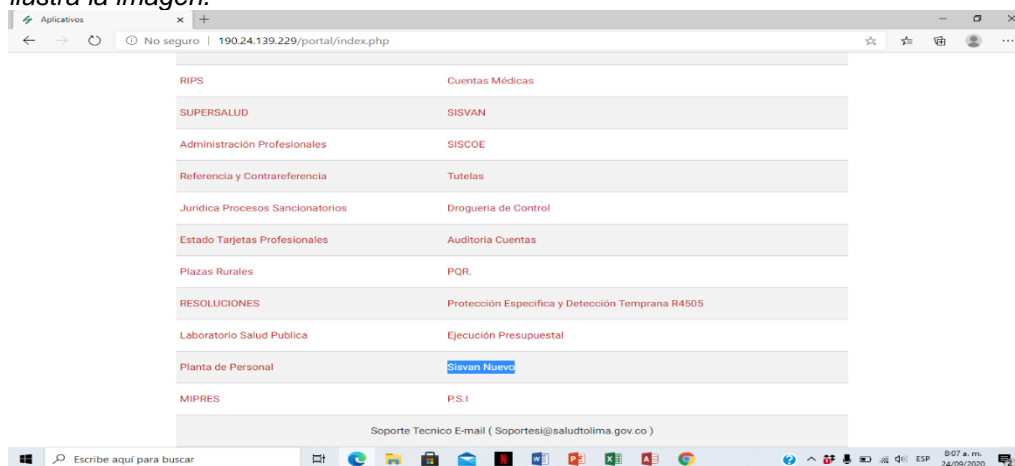 ilustra la imagen.
Aplicativos
No seguro | 190.24.139.229/portal/index.php
RIPS Cuentas Médicas
SUPERSALUD SISVAN
Administración Profesionales SISCOE
Referencia y Contrareferencia Tutelas
Juridica Procesos Sancionatorios Drogueria de Control
Estado Tarjetas Profesionales Auditoria Cuentas
Plazas Rurales PQR.
RESOLUCIONES Protección Especifica y Detección Temprana R4505
Laboratorio Salud Publica Ejecución Presupuestal
Planta de Personal Sisvan Nuevo
MIPRES P.S.I
Soporte Tecnico E-mail ( Soportesi@saludtolima.gov.co )
Escribe aquí para buscar
ESP
8:07 a. m.
24/09/2020